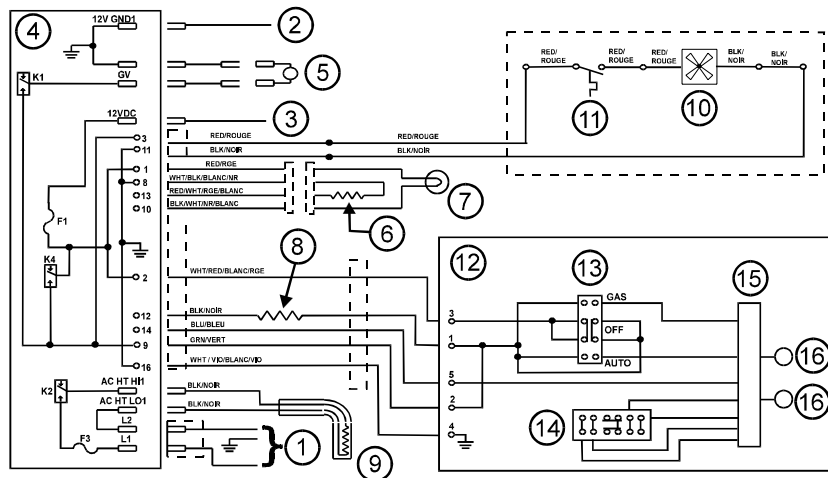 12V GND1
4
2
K1
GV
5
12VDC
3
3
11
1
8
13
10
F1
K4
2
12
14
9
16
AC HT HI1
K2
AC HT LO1
L2
F3
L1
RED/ROUGE
RED/ROUGE
BLK/NOIR
BLK/NOIR
RED/RGE
WHT/BLK/BLANC/NR
RED/WHT/RGE/BLANC
BLK/WHT/NR/BLANC
6
7
8
WHT/RED/BLANC/RGE
BLK/NOIR
BLU/BLEU
GRN/VERT
WHT / VIO/BLANC/VIO
BLK/NOIR
BLK/NOIR
1
9
RED/
ROUGE
RED/
ROUGE
RED/
ROUGE
BLK/
NOIR
BLK/
NOIR
11
10
12
13
15
3
1
5
2
4
GAS
OFF
AUTO
14
16
16